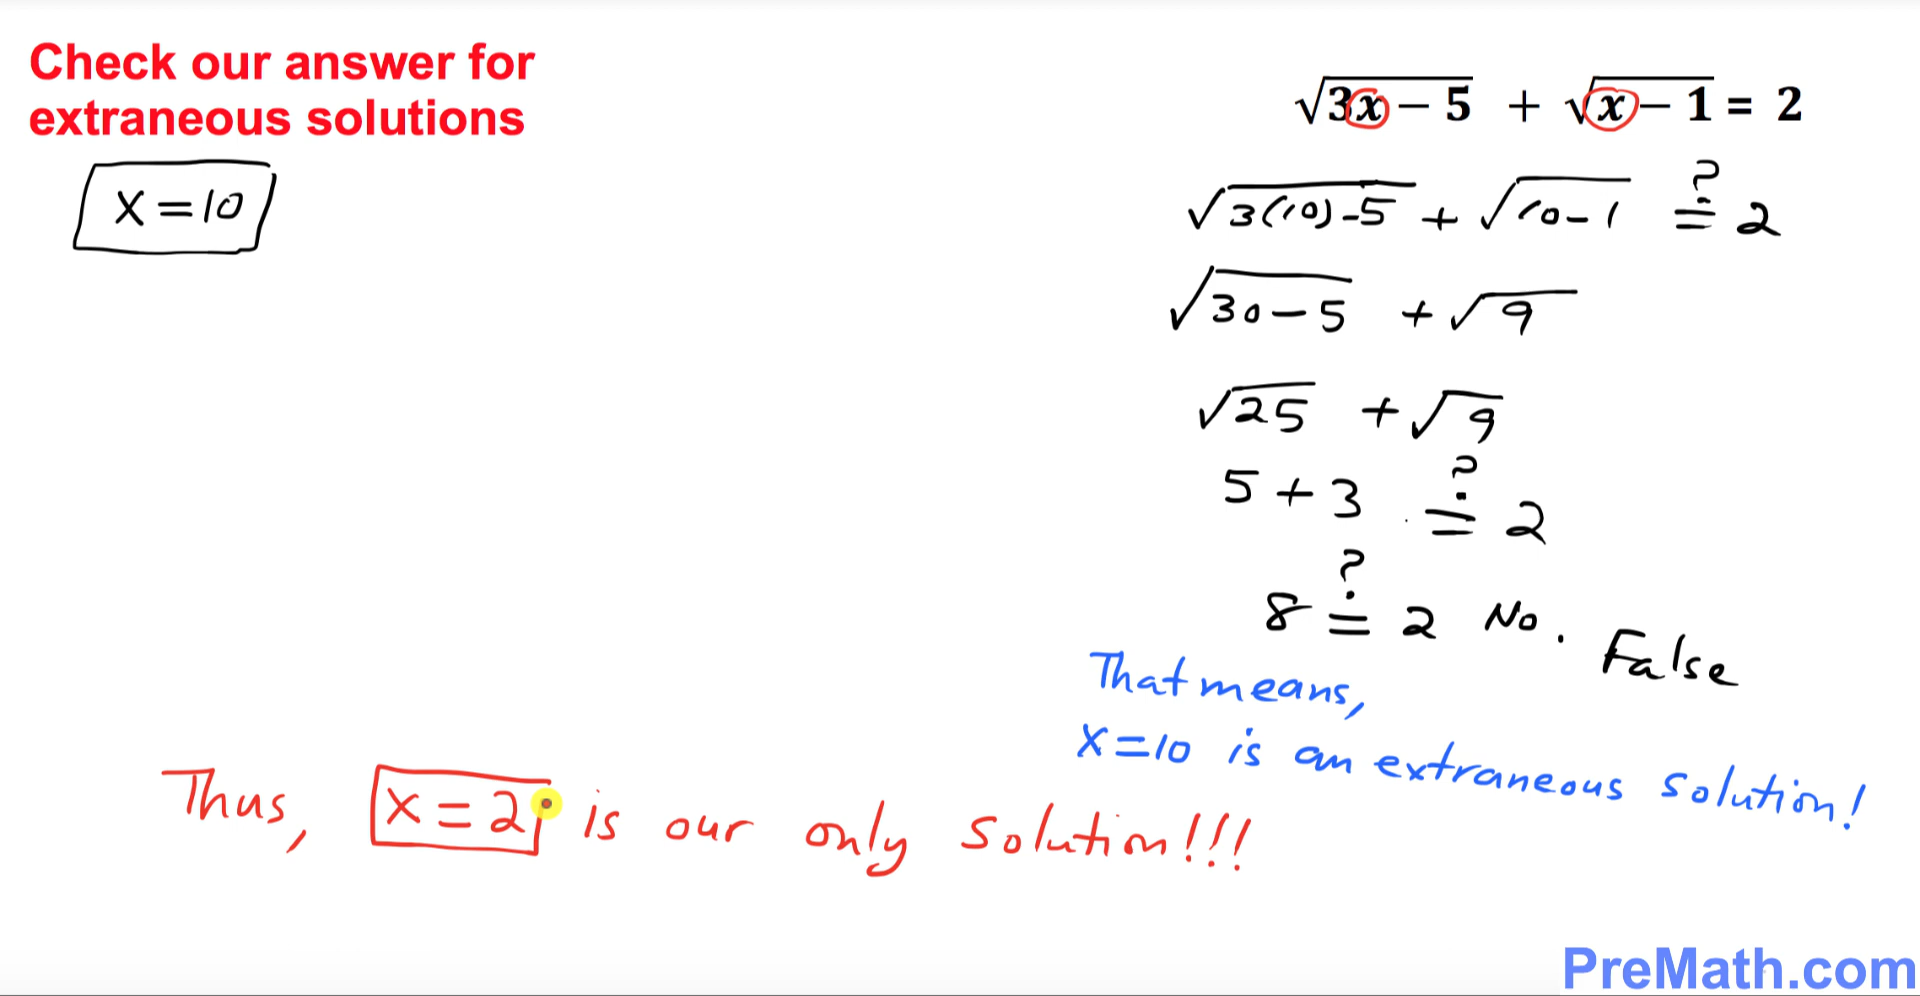 Check our answer for
extraneous solutions
x=10
√3x − 5 + √x − 1 = 2
√3(10)-5 + √10-1 ≟ 2
√30-5 + √9
√25 + √9
5+3 ≟ 2
8 ≟ 2 No. False
That means,
x=10 is an extraneous solution!
Thus, x=2 is our only solution!!!
PreMath.com